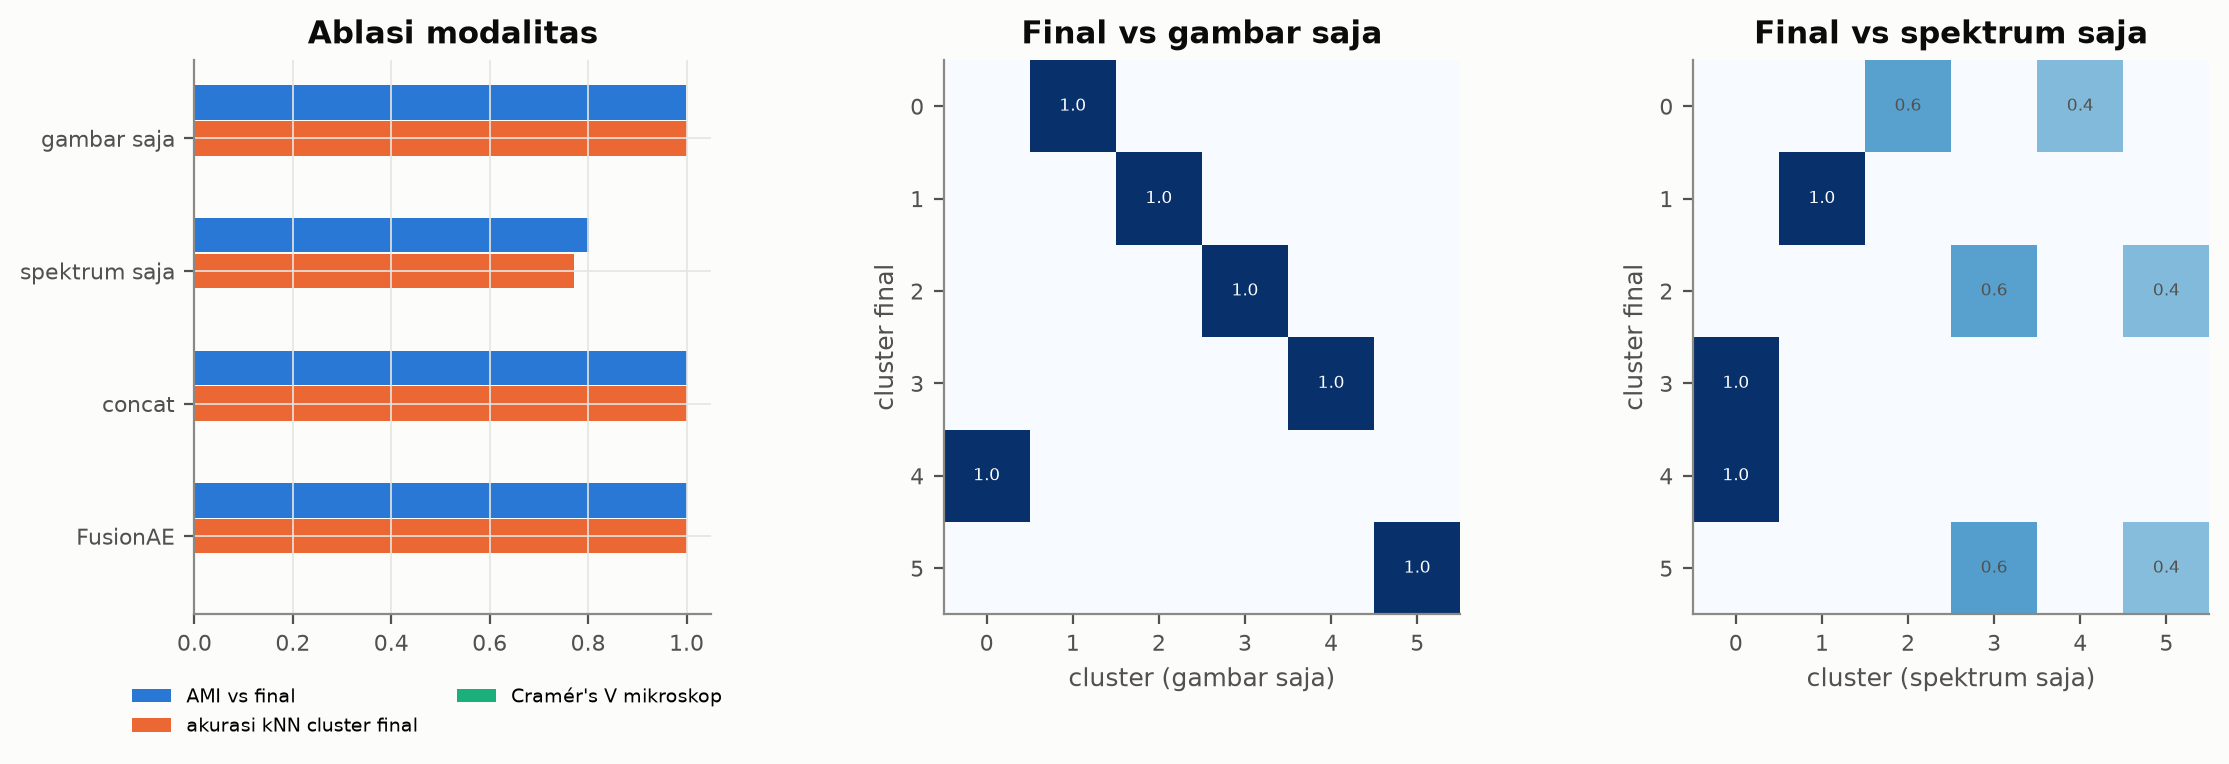 Ablasi modalitas
gambar saja
spektrum saja
concat
FusionAE
0.0 0.2 0.4 0.6 0.8 1.0
AMI vs final
akurasi kNN cluster final
Cramér's V mikroskop
Final vs gambar saja
cluster final
0
1
2
3
4
5
1.0
1.0
1.0
1.0
1.0
1.0
0 1 2 3 4 5
cluster (gambar saja)
Final vs spektrum saja
cluster final
0
1
2
3
4
5
0.6 0.4
1.0
0.6 0.4
1.0
1.0
0.6 0.4
0 1 2 3 4 5
cluster (spektrum saja)